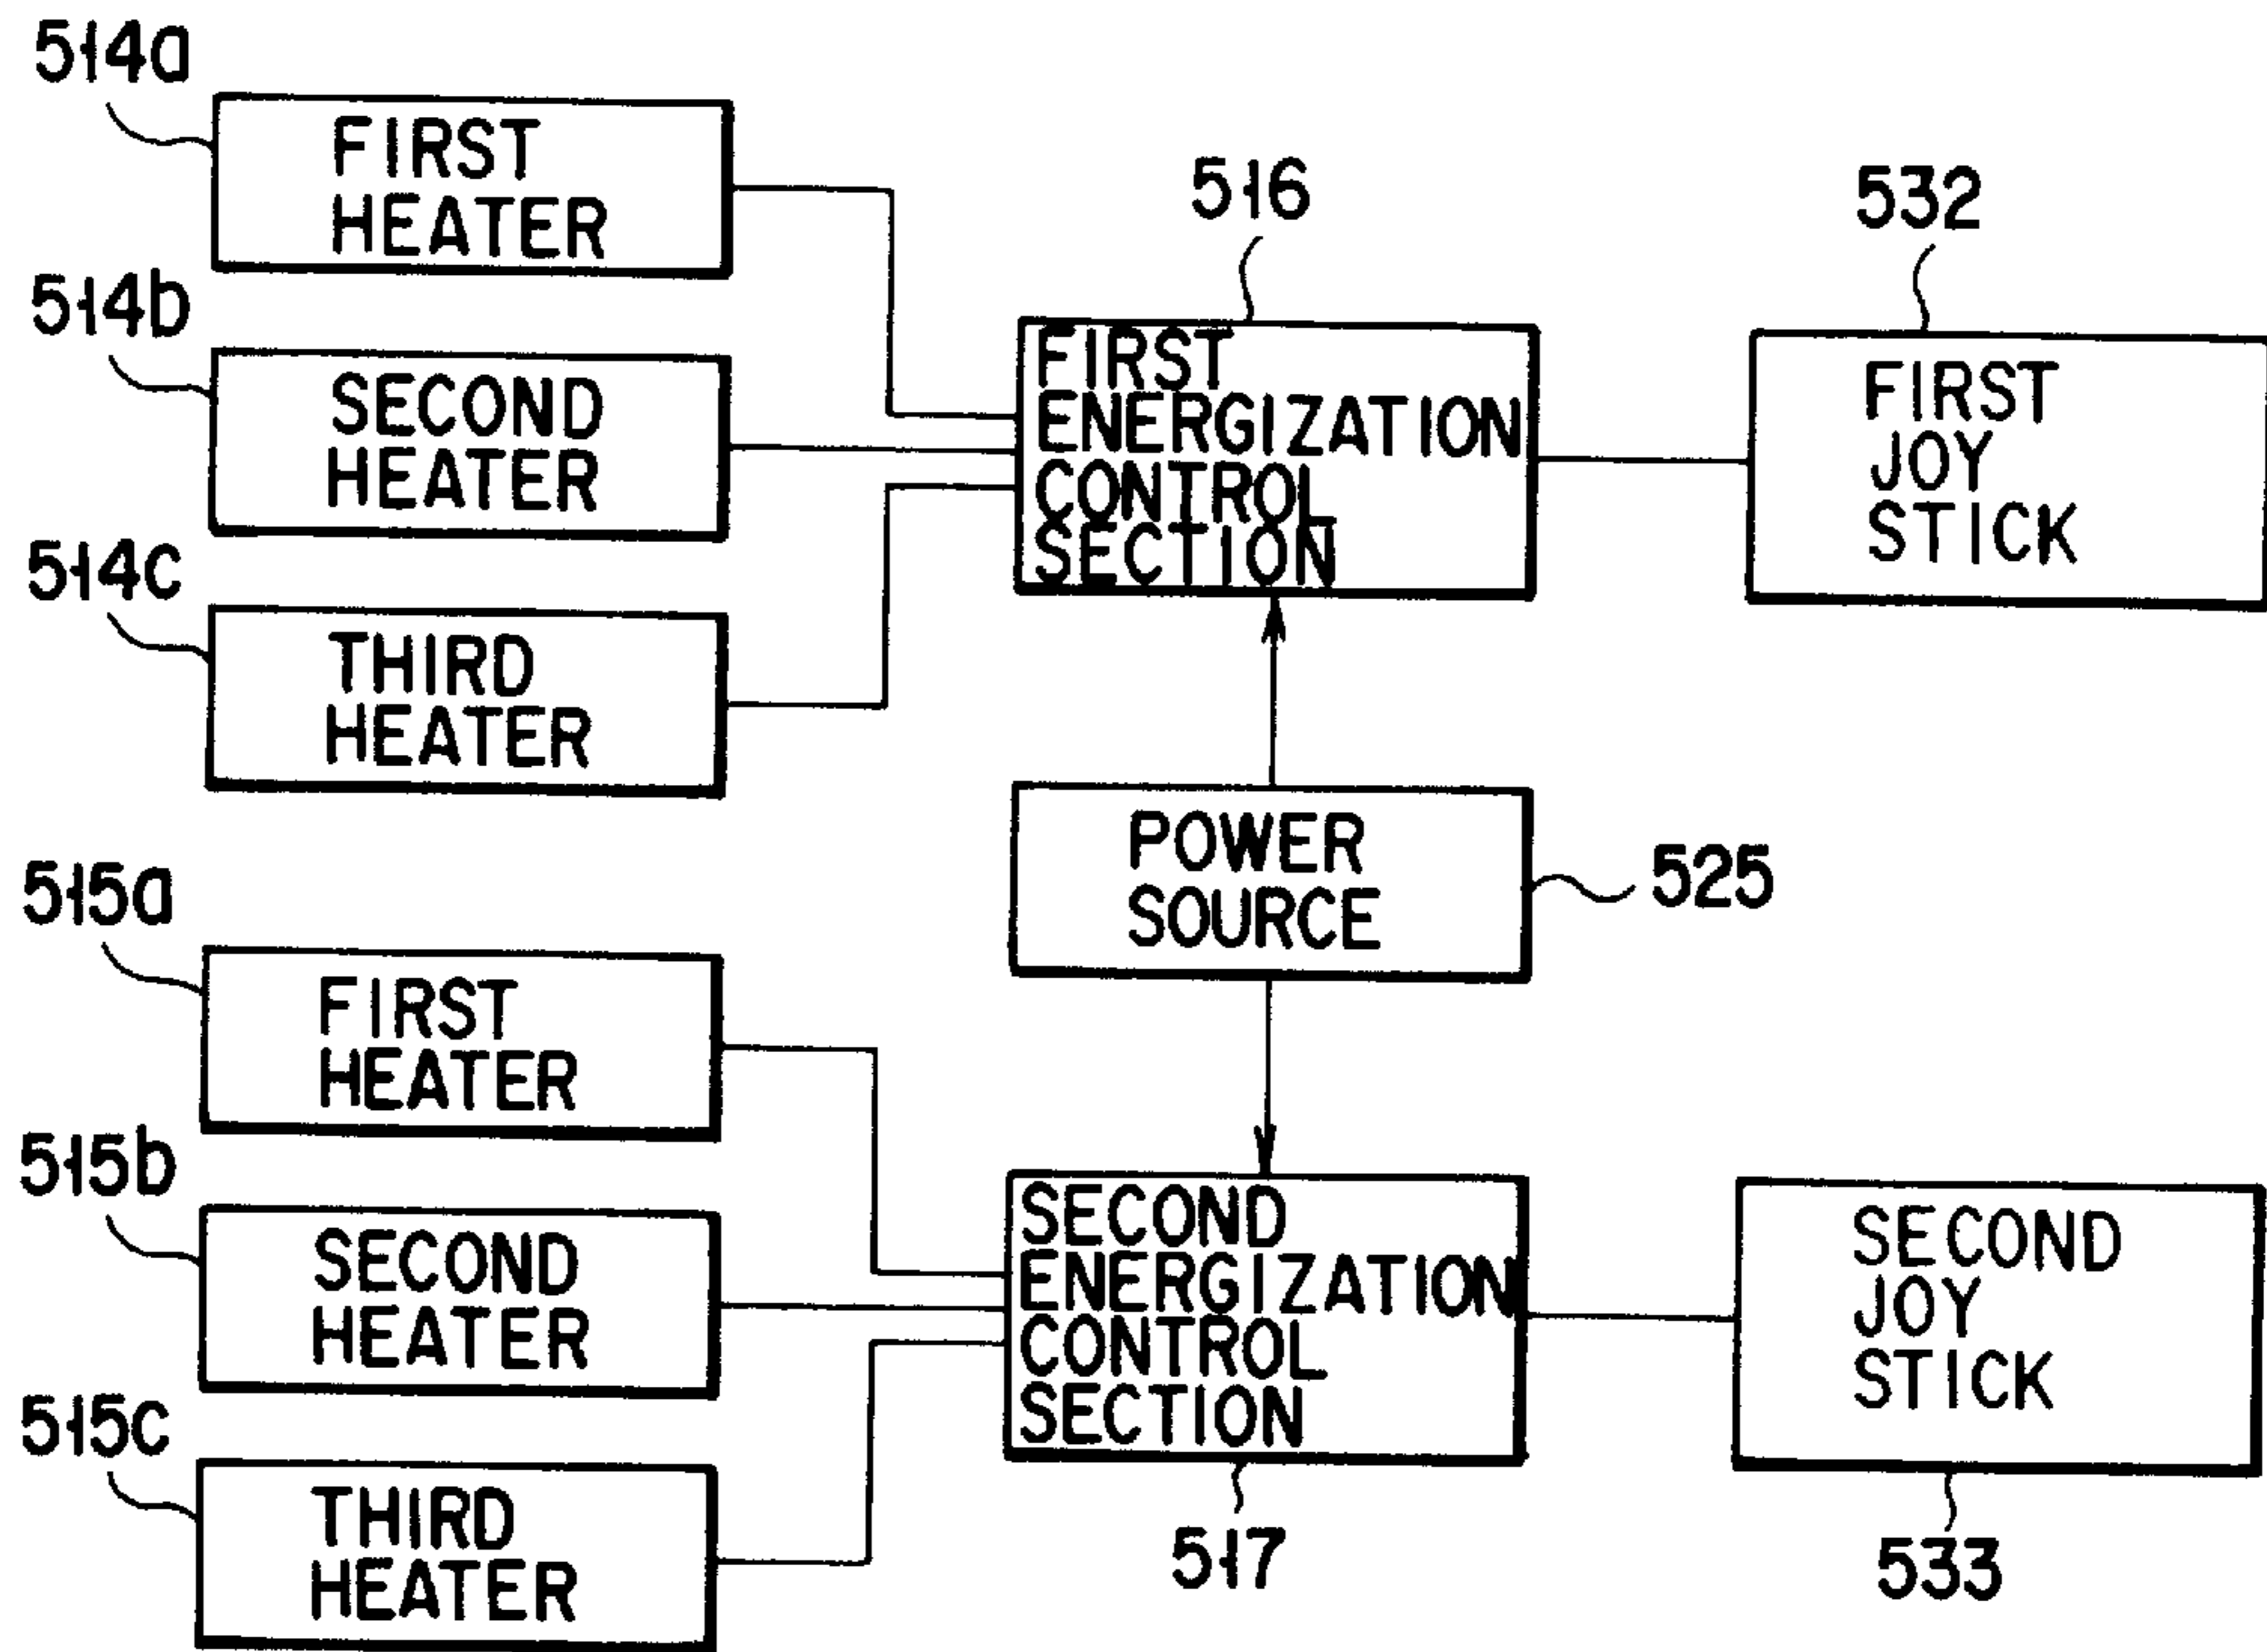 514a
FIRST
HEATER
514b
SECOND
HEATER
514c
THIRD
HEATER
516
FIRST
ENERGIZATION
CONTROL
SECTION
532
FIRST
JOY
STICK
POWER
SOURCE
525
515a
FIRST
HEATER
515b
SECOND
HEATER
515c
THIRD
HEATER
SECOND
ENERGIZATION
CONTROL
SECTION
517
SECOND
JOY
STICK
533